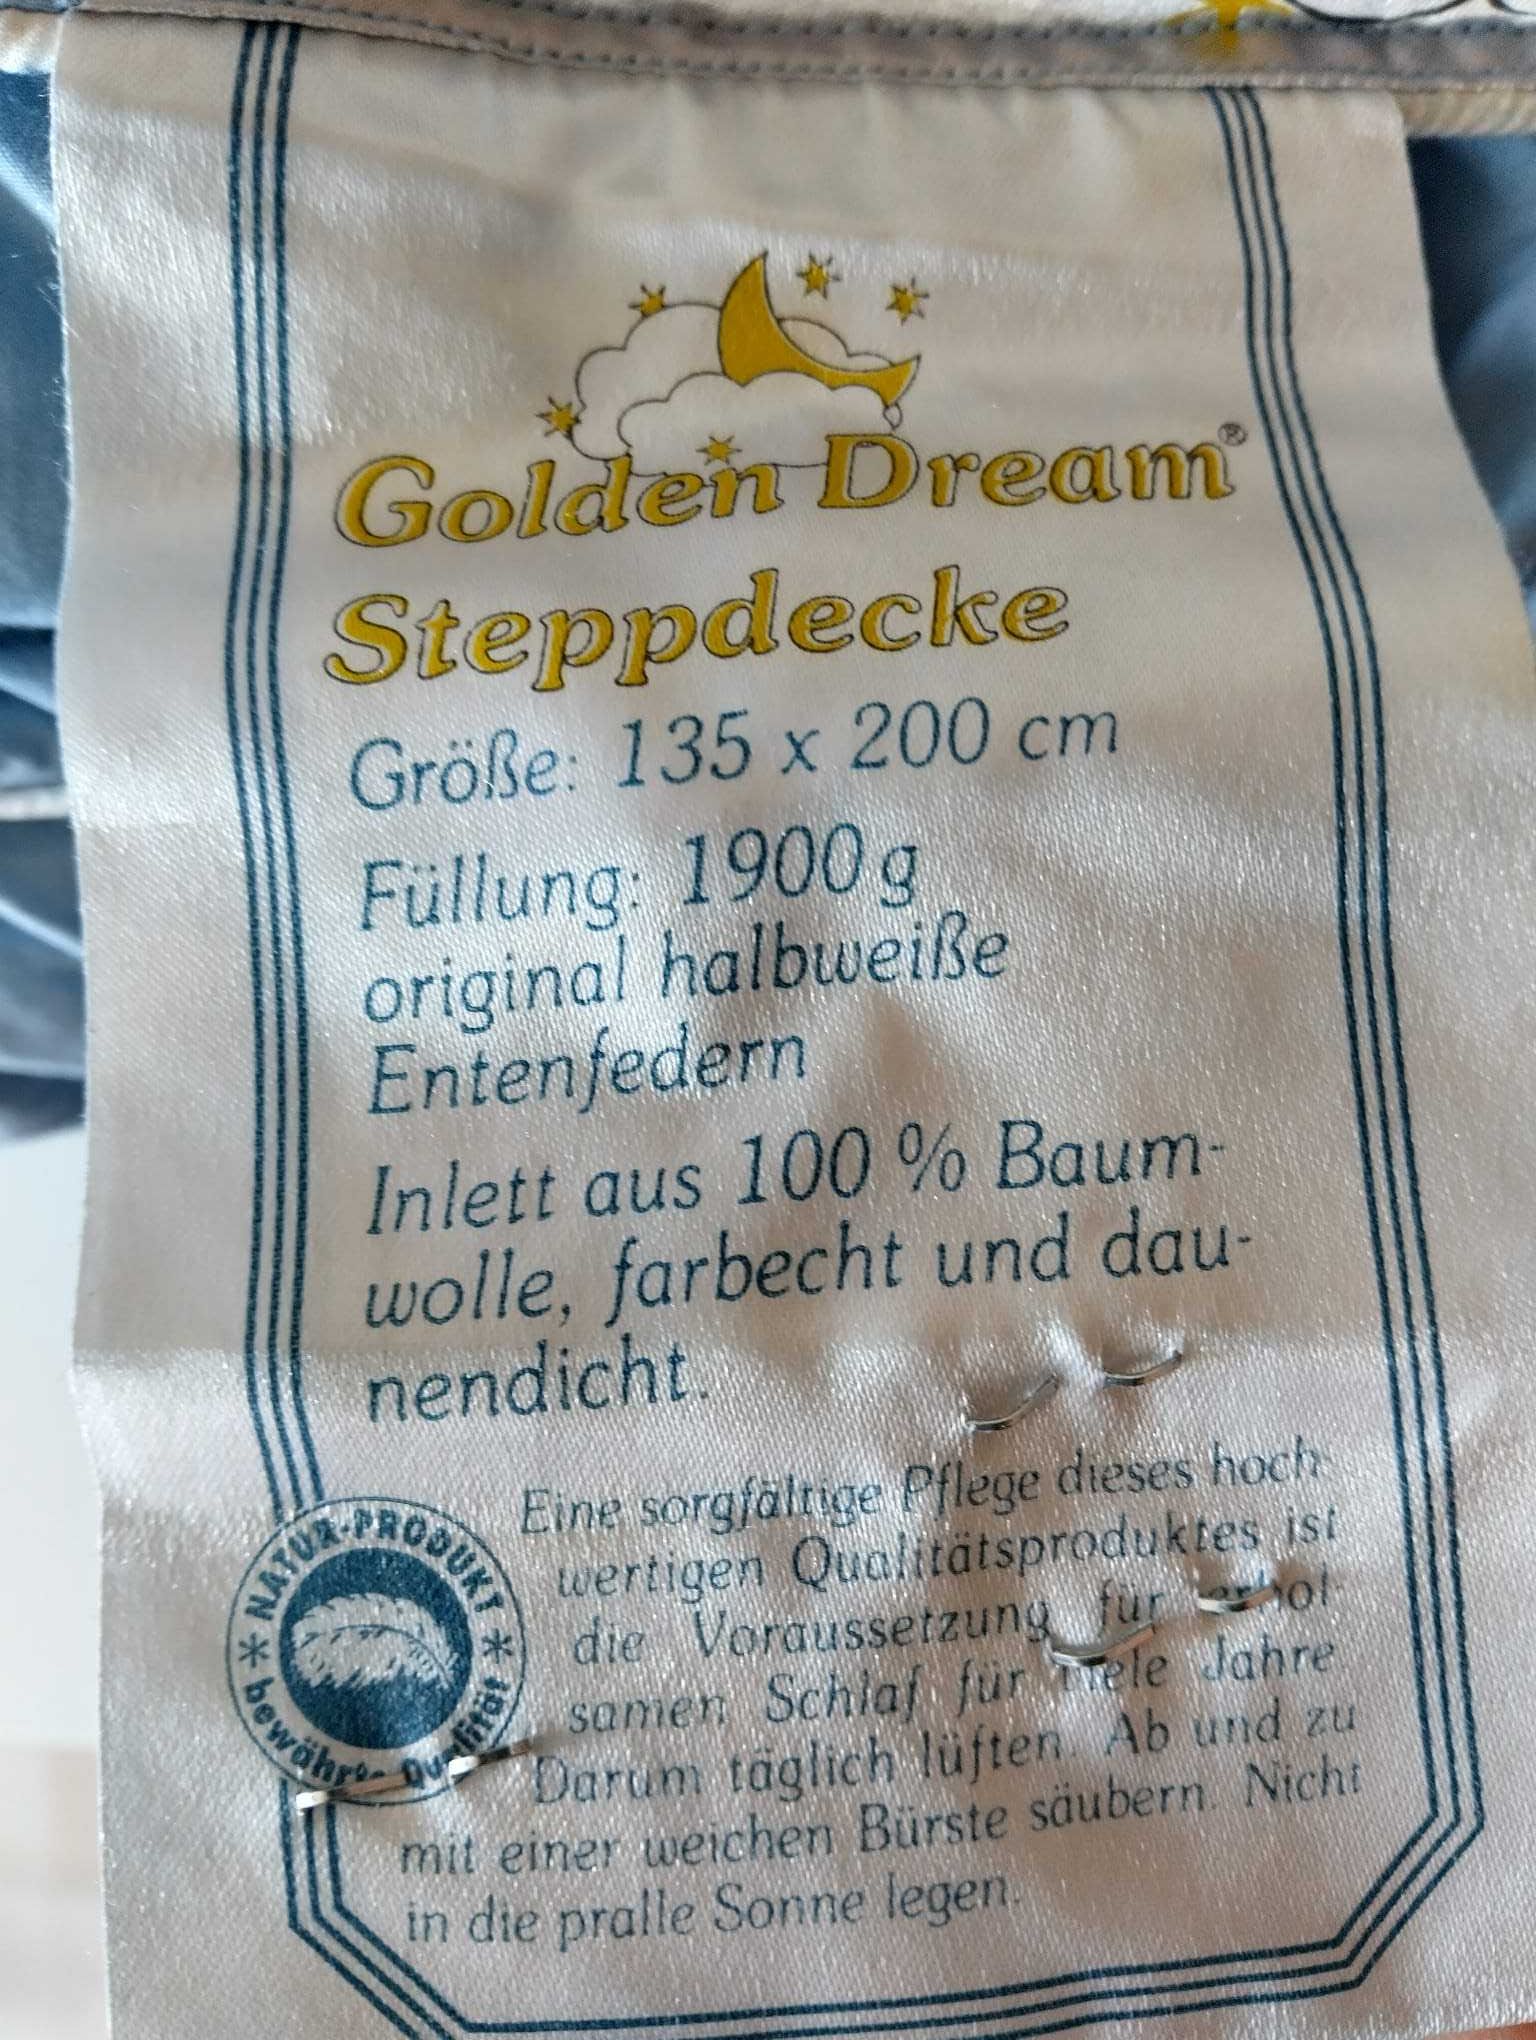 Golden Dream®
Steppdecke
Größe: 135 x 200 cm
Füllung: 1900 g
original halbweiße
Entenfedern
Inlett aus 100 % Baum-
wolle, farbecht und dau-
nendicht.
Eine sorgfältige Pflege dieses hoch-
wertigen Qualitätsproduktes ist
die Voraussetzung für erhol-
samen Schlaf für viele Jahre
Darum täglich lüften. Ab und zu
mit einer weichen Bürste säubern. Nicht
in die pralle Sonne legen.
NATUR-PRODUKT
* bewährte Qualität *